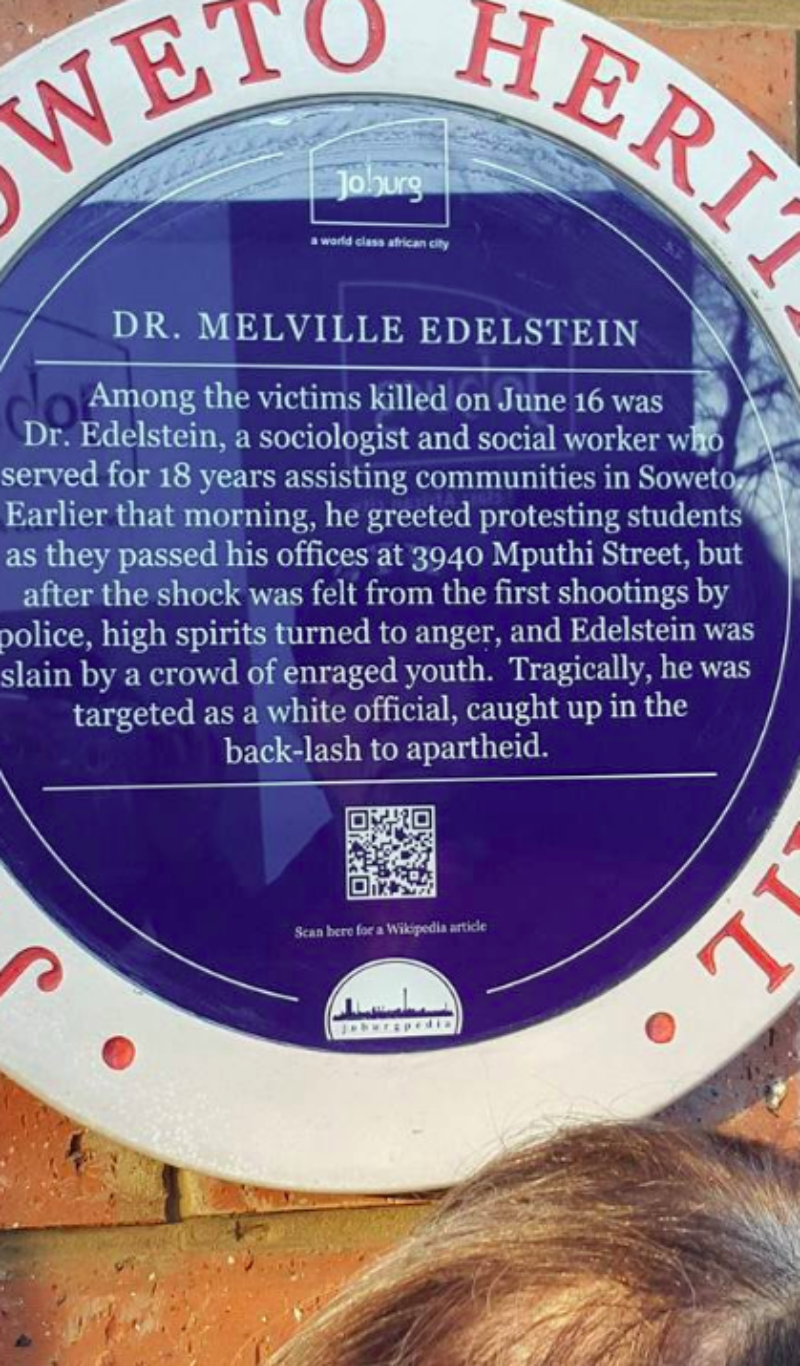 OWETO HERIT
Joburg
a world class african city
DR. MELVILLE EDELSTEIN
Among the victims killed on June 16 was
Dr. Edelstein, a sociologist and social worker who
served for 18 years assisting communities in Soweto.
Earlier that morning, he greeted protesting students
as they passed his offices at 3940 Mputhi Street, but
after the shock was felt from the first shootings by
police, high spirits turned to anger, and Edelstein was
slain by a crowd of enraged youth. Tragically, he was
targeted as a white official, caught up in the
back-lash to apartheid.
Scan here for a Wikipedia article
joburgpedia